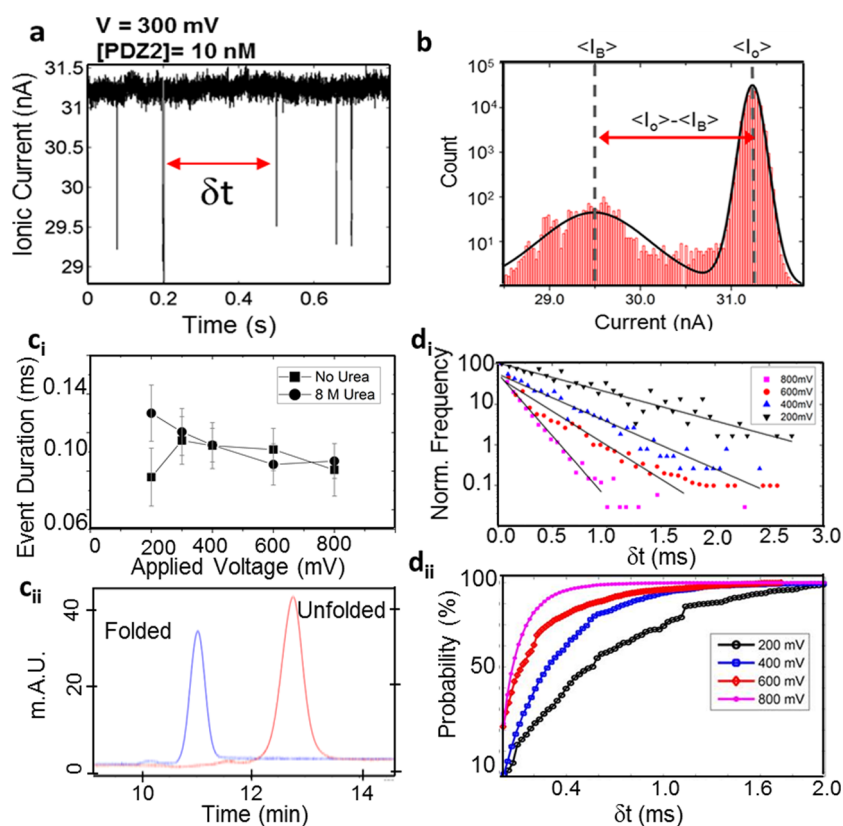 a
V = 300 mV
[PDZ2]= 10 nM
31.5
31
30.5
30
29.5
29
Ionic Current (nA)
δt
0 0.2 0.4 0.6
Time (s)
b
<I_B> <I_o>
<I_o>-<I_B>
10^5
10^4
10^3
10^2
10^1
Count
29.0 30.0 31.0
Current (nA)
c_i
0.14
0.10
0.06
Event Duration (ms)
No Urea
8 M Urea
0 200 400 600 800
Applied Voltage (mV)
d_i
100
10
1
0.1
Norm. Frequency
800mV
600mV
400mV
200mV
0.0 0.5 1.0 1.5 2.0 2.5 3.0
δt (ms)
c_ii
40
20
0
m.A.U.
Folded
Unfolded
10 12 14
Time (min)
d_ii
100
50
10
Probability (%)
200 mV
400 mV
600 mV
800 mV
0.4 1.0 1.6 2.0
δt (ms)